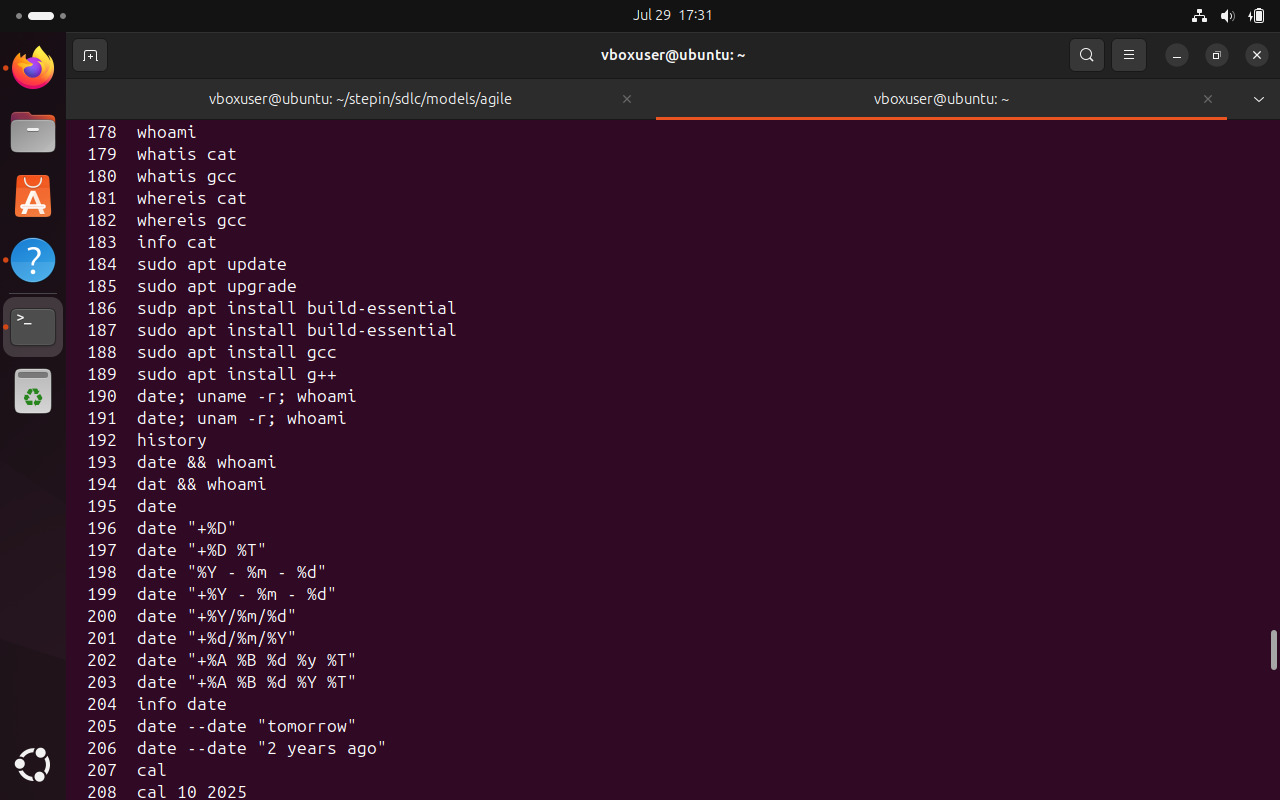 Jul 29 17:31
vboxuser@ubuntu: ~
vboxuser@ubuntu: ~/stepin/sdlc/models/agile
vboxuser@ubuntu: ~
178 whoami
179 whatis cat
180 whatis gcc
181 whereis cat
182 whereis gcc
183 info cat
184 sudo apt update
185 sudo apt upgrade
186 sudp apt install build-essential
187 sudo apt install build-essential
188 sudo apt install gcc
189 sudo apt install g++
190 date; uname -r; whoami
191 date; unam -r; whoami
192 history
193 date && whoami
194 dat && whoami
195 date
196 date "+%D"
197 date "+%D %T"
198 date "%Y - %m - %d"
199 date "+%Y - %m - %d"
200 date "+%Y/%m/%d"
201 date "+%d/%m/%Y"
202 date "+%A %B %d %y %T"
203 date "+%A %B %d %Y %T"
204 info date
205 date --date "tomorrow"
206 date --date "2 years ago"
207 cal
208 cal 10 2025